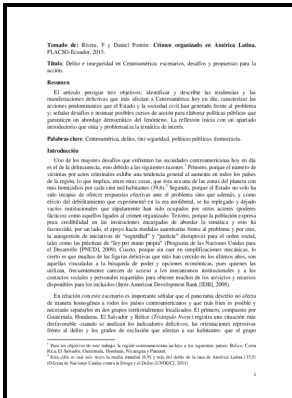 Tomado de: Rivera, F y Daniel Pontón: Crimen organizado en América Latina.
FLACSO-Ecuador, 2015.
Título: Delito e inseguridad en Centroamérica: escenarios, desafíos y propuestas para la
acción.
Resumen
El artículo persigue tres objetivos: identificar y describir las tendencias y las
manifestaciones delictivas que más afectan a Centroamérica hoy en día; caracterizar las
acciones predominantes que el Estado y la sociedad civil han generado frente al problema
y; señalar desafíos e insinuar posibles cursos de acción para elaborar políticas públicas que
garanticen un abordaje democrático del fenómeno. La reflexión inicia con un apartado
introductorio que sitúa y problematiza la temática de interés.
Palabras clave: Centroamérica, delito, (in) seguridad, políticas públicas, democracia.
Introducción
Uno de los mayores desafíos que enfrentan las sociedades centroamericanas hoy en día
es el de la delincuencia, esto debido a las siguientes razones.¹ Primero, porque el número de
víctimas por actos criminales exhibe una tendencia general al aumento en todos los países
de la región, lo que implica, entre otras cosas, que ésta sea una de las zonas del planeta con
más homicidios por cada cien mil habitantes (39,6).² Segundo, porque el Estado no solo ha
sido incapaz de ofrecer respuestas efectivas ante el problema sino que además, y como
efecto del debilitamiento que experimentó en la era neoliberal, se ha replegado y dejado
vacíos institucionales que rápidamente han sido ocupados por otros actores (poderes
fácticos) como aquellos ligados al crimen organizado. Tercero, porque la población expresa
poca credibilidad en las instituciones encargadas de abordar la temática y esto ha
favorecido, por un lado, el apoyo hacia medidas autoritarias frente al problema y por otro,
la autogestión de iniciativas de "seguridad" y "justicia" disruptivas para el orden social,
tales como las prácticas de "ley por mano propia" (Programa de las Naciones Unidas para
el Desarrollo [PNUD], 2009). Cuarto, porque sin caer en simplificaciones mecánicas, lo
cierto es que muchas de las figuras delictivas que más han crecido en los últimos años, son
aquellas vinculadas a la búsqueda de poder y opciones económicas, pues quienes las
utilizan, frecuentemente carecen de acceso a los mecanismos institucionales y a los
contactos sociales y personales requeridos para obtener muchos de los servicios y recursos
disponibles para los incluidos (Inter-American Development Bank [IDB], 2008).
En relación con este escenario es importante señalar que el panorama descrito no afecta
de manera homogénea a todos los países centroamericanos y que más bien es posible y
necesario separarlos en dos grupos territorialmente localizados. El primero, compuesto por
Guatemala, Honduras, El Salvador y Belice (Triángulo Norte) registra una situación más
desfavorable -cuando se analizan los indicadores delictivos, las orientaciones represivas
frente al delito y los grados de exclusión que afectan a sus habitantes- que el grupo
¹ Para los objetivos de este trabajo, la región centroamericana incluye a los siguientes países: Belice, Costa
Rica, El Salvador, Guatemala, Honduras, Nicaragua y Panamá.
² Esta cifra es casi seis veces la mundial (6,9) y más del doble de la tasa de América Latina (15,5)
(Oficina de Naciones Unidas contra la Droga y el Delito [UNODC], 2011)
1